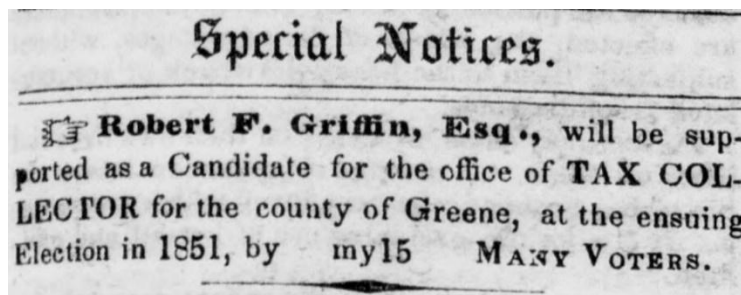 Special Notices.
☞ Robert F. Griffin, Esq., will be sup-
ported as a Candidate for the office of TAX COL-
LECTOR for the county of Greene, at the ensuing
Election in 1851, by my15 MANY VOTERS.